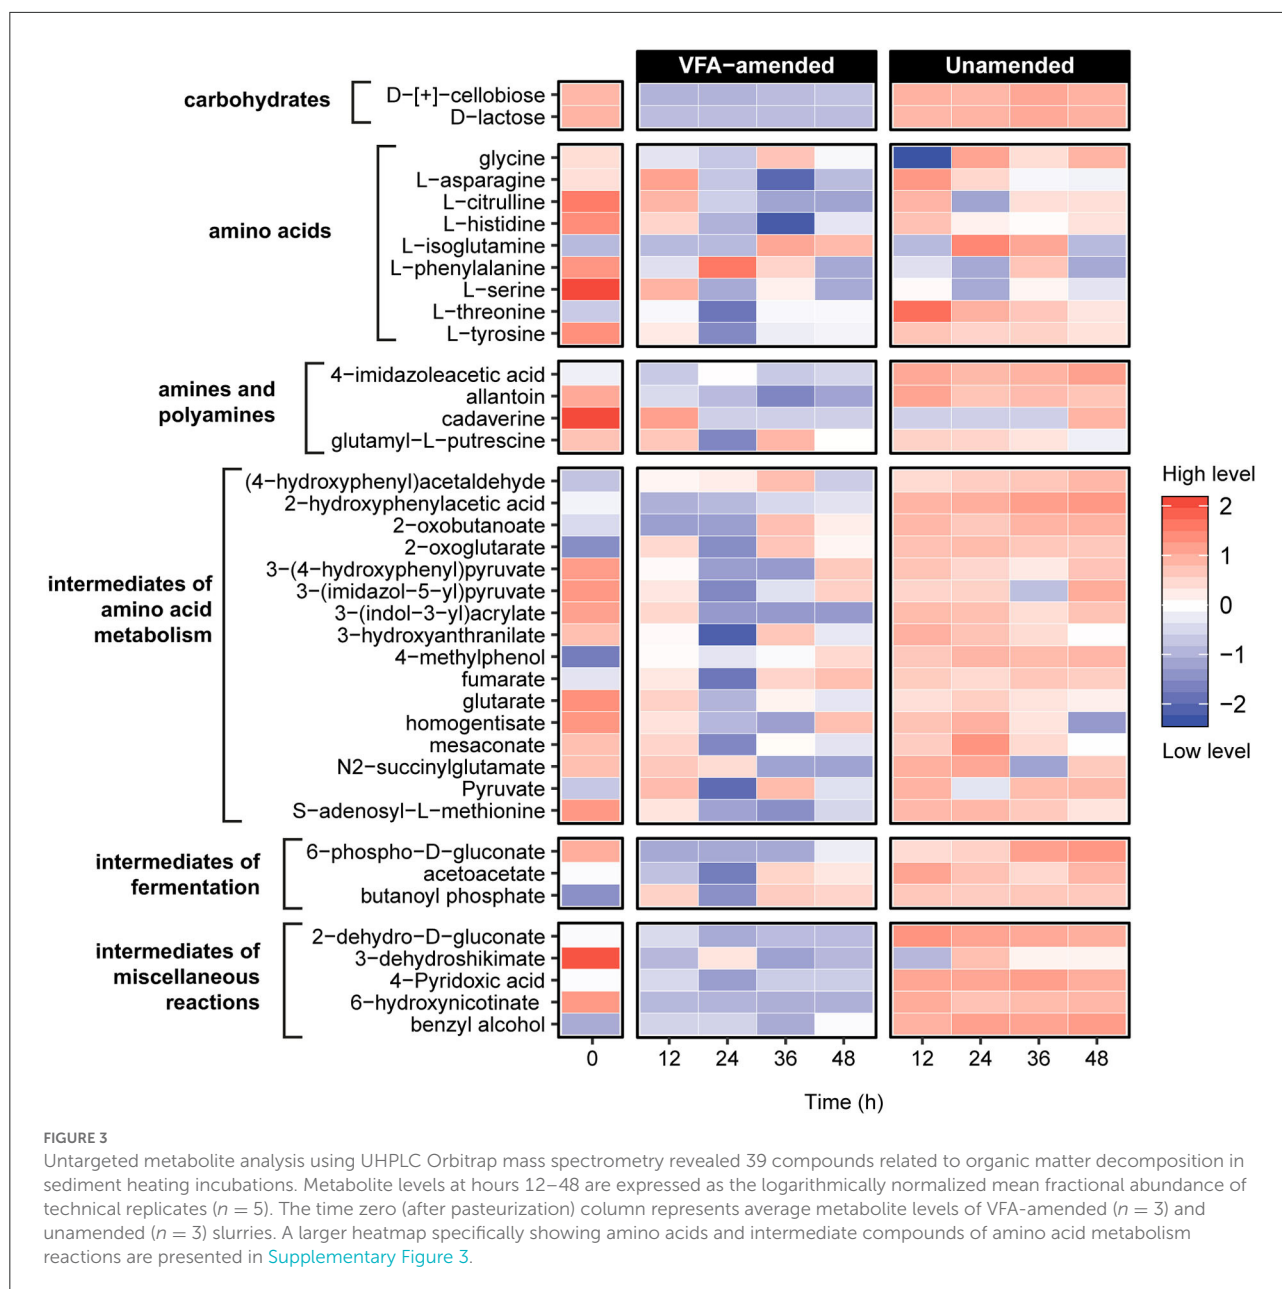 VFA−amended
Unamended
carbohydrates
D−[+]−cellobiose
D−lactose
amino acids
glycine
L−asparagine
L−citrulline
L−histidine
L−isoglutamine
L−phenylalanine
L−serine
L−threonine
L−tyrosine
amines and
polyamines
4−imidazoleacetic acid
allantoin
cadaverine
glutamyl−L−putrescine
intermediates of
amino acid
metabolism
(4−hydroxyphenyl)acetaldehyde
2−hydroxyphenylacetic acid
2−oxobutanoate
2−oxoglutarate
3−(4−hydroxyphenyl)pyruvate
3−(imidazol−5−yl)pyruvate
3−(indol−3−yl)acrylate
3−hydroxyanthranilate
4−methylphenol
fumarate
glutarate
homogentisate
mesaconate
N2−succinylglutamate
Pyruvate
S−adenosyl−L−methionine
intermediates of
fermentation
6−phospho−D−gluconate
acetoacetate
butanoyl phosphate
intermediates of
miscellaneous
reactions
2−dehydro−D−gluconate
3−dehydroshikimate
4−Pyridoxic acid
6−hydroxynicotinate
benzyl alcohol
0
12 24 36 48
12 24 36 48
Time (h)
High level
2
1
0
−1
−2
Low level
FIGURE 3
Untargeted metabolite analysis using UHPLC Orbitrap mass spectrometry revealed 39 compounds related to organic matter decomposition in
sediment heating incubations. Metabolite levels at hours 12–48 are expressed as the logarithmically normalized mean fractional abundance of
technical replicates (n = 5). The time zero (after pasteurization) column represents average metabolite levels of VFA-amended (n = 3) and
unamended (n = 3) slurries. A larger heatmap specifically showing amino acids and intermediate compounds of amino acid metabolism
reactions are presented in Supplementary Figure 3.